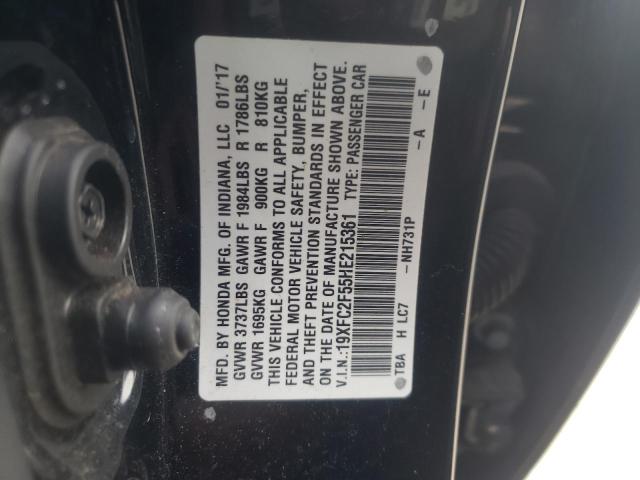 MFD. BY HONDA MFG. OF INDIANA, LLC 01/'17
GVWR 3737LBS GAWR F 1984LBS R 1786LBS
GVWR 1695KG GAWR F 900KG R 810KG
THIS VEHICLE CONFORMS TO ALL APPLICABLE
FEDERAL MOTOR VEHICLE SAFETY, BUMPER,
AND THEFT PREVENTION STANDARDS IN EFFECT
ON THE DATE OF MANUFACTURE SHOWN ABOVE.
V.I.N.:19XFC2F55HE215361 TYPE: PASSENGER CAR
TBA H LC7 -NH731P -A -E